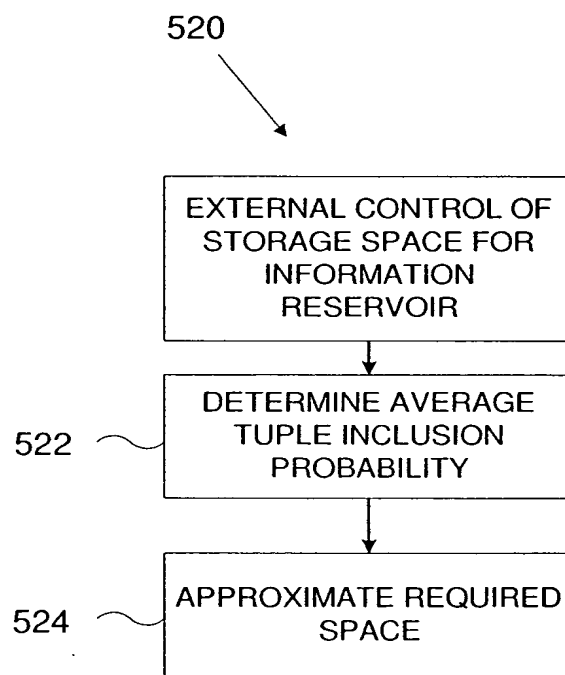 520
EXTERNAL CONTROL OF
STORAGE SPACE FOR
INFORMATION
RESERVOIR
522
DETERMINE AVERAGE
TUPLE INCLUSION
PROBABILITY
524
APPROXIMATE REQUIRED
SPACE